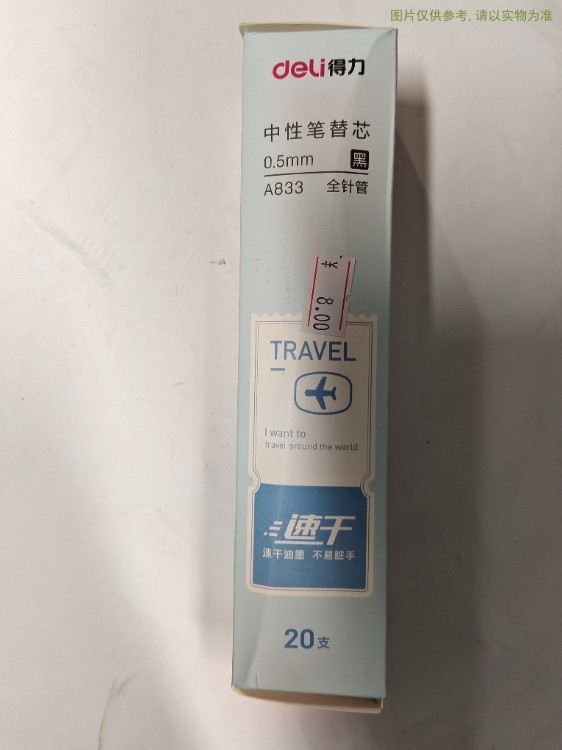 图片仅供参考, 请以实物为准
deli得力
中性笔替芯
0.5mm 黑
A833 全针管
8.00
TRAVEL
I want to
travel around the world
速干
速干油墨 不易脏手
20支